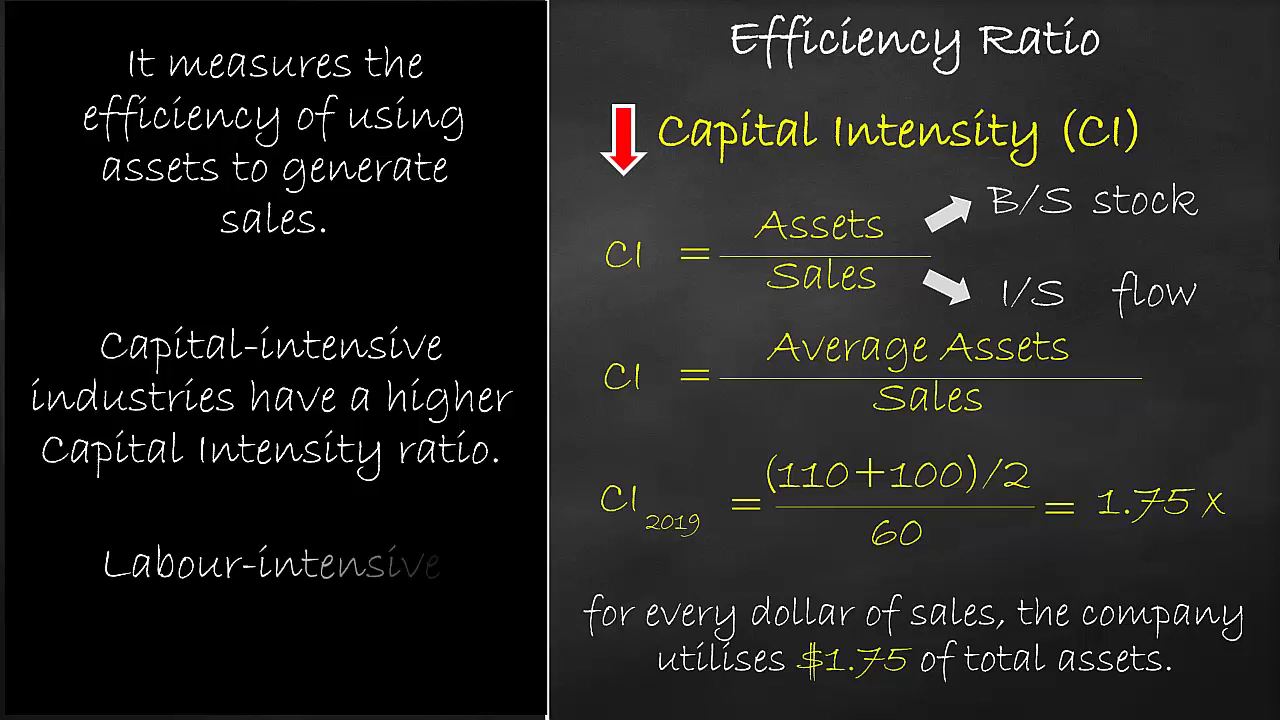 It measures the
efficiency of using
assets to generate
sales.
Capital-intensive
industries have a higher
Capital Intensity ratio.
Labour-intensive
Efficiency Ratio
Capital Intensity (CI)
CI = Assets
Sales
B/S stock
I/S flow
CI = Average Assets
Sales
CI 2019 = (110+100)/2
60
= 1.75 x
for every dollar of sales, the company
utilises $1.75 of total assets.